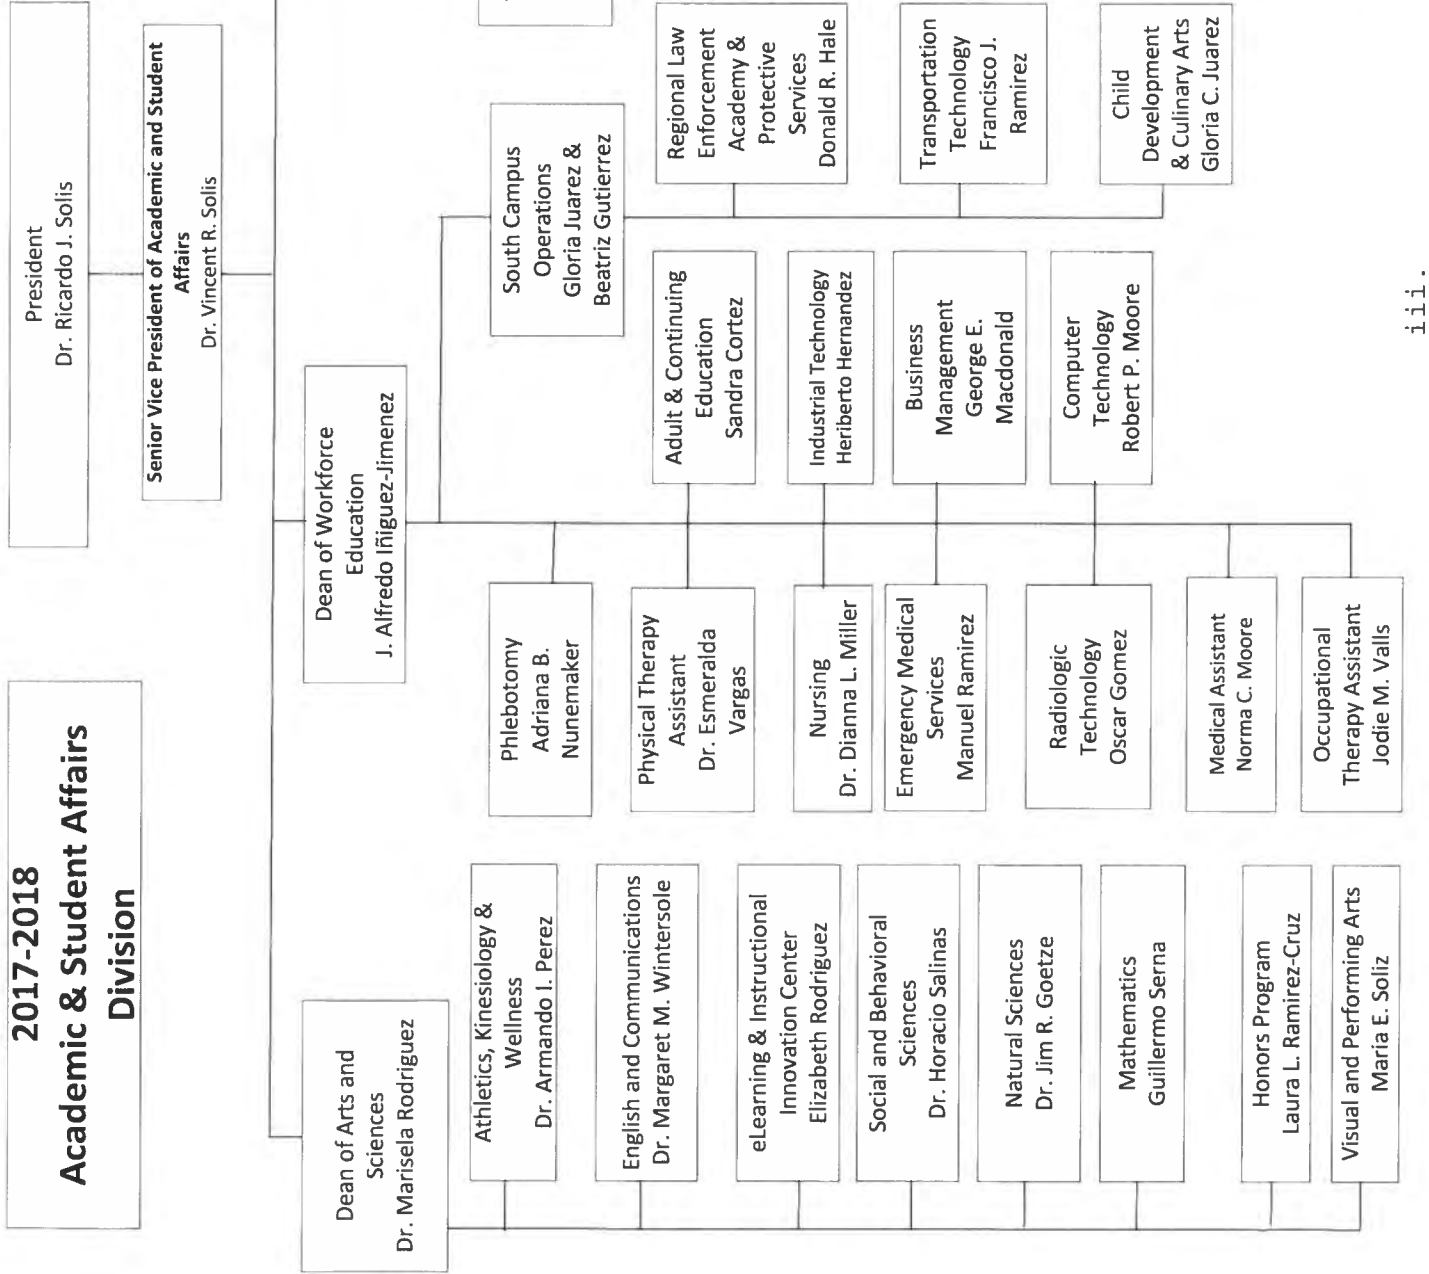 2017-2018
Academic & Student Affairs
Division
President
Dr. Ricardo J. Solis
Senior Vice President of Academic and Student
Affairs
Dr. Vincent R. Solis
Dean of Arts and
Sciences
Dr. Marisela Rodriguez
Athletics, Kinesiology &
Wellness
Dr. Armando I. Perez
English and Communications
Dr. Margaret M. Wintersole
eLearning & Instructional
Innovation Center
Elizabeth Rodriguez
Social and Behavioral
Sciences
Dr. Horacio Salinas
Natural Sciences
Dr. Jim R. Goetze
Mathematics
Guillermo Serna
Honors Program
Laura L. Ramirez-Cruz
Visual and Performing Arts
Maria E. Soliz
Dean of Workforce
Education
J. Alfredo Iñiguez-Jimenez
Phlebotomy
Adriana B.
Nunemaker
Physical Therapy
Assistant
Dr. Esmeralda
Vargas
Nursing
Dr. Dianna L. Miller
Emergency Medical
Services
Manuel Ramirez
Radiologic
Technology
Oscar Gomez
Medical Assistant
Norma C. Moore
Occupational
Therapy Assistant
Jodie M. Valls
Adult & Continuing
Education
Sandra Cortez
Industrial Technology
Heriberto Hernandez
Business
Management
George E.
Macdonald
Computer
Technology
Robert P. Moore
South Campus
Operations
Gloria Juarez &
Beatriz Gutierrez
Regional Law
Enforcement
Academy &
Protective
Services
Donald R. Hale
Transportation
Technology
Francisco J.
Ramirez
Child
Development
& Culinary Arts
Gloria C. Juarez
iii.